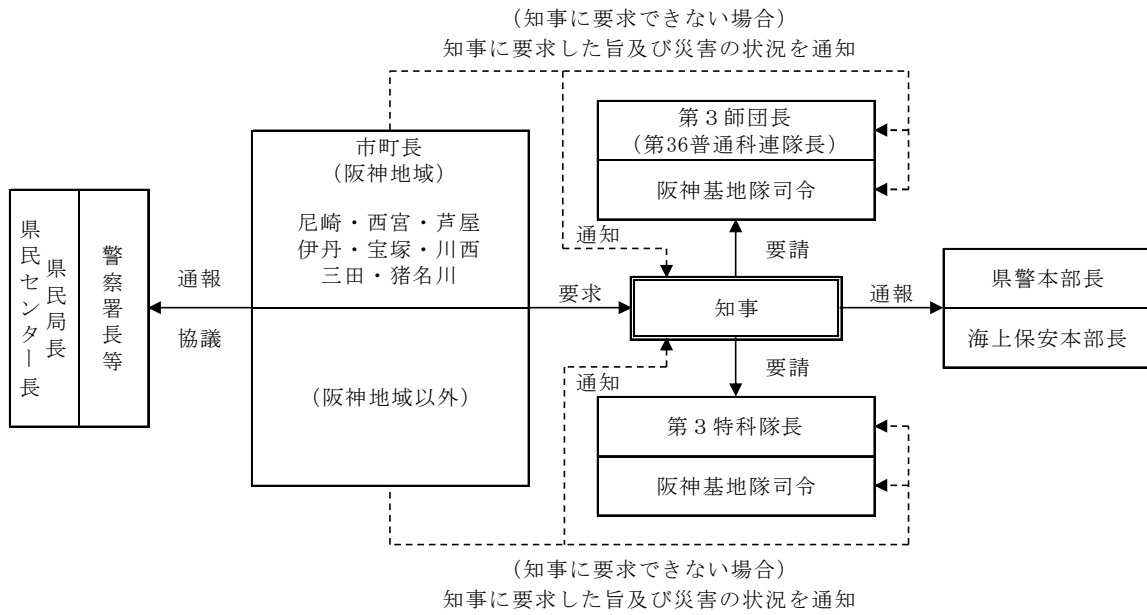 （知事に要求できない場合）
知事に要求した旨及び災害の状況を通知
第３師団長
（第36普通科連隊長）
阪神基地隊司令
市町長
（阪神地域）
尼崎・西宮・芦屋
伊丹・宝塚・川西
三田・猪名川
（阪神地域以外）
県民局長
県民センター長
警察署長等
通報
協議
要求
通知
要請
知事
通報
県警本部長
海上保安本部長
通知
要請
第３特科隊長
阪神基地隊司令
（知事に要求できない場合）
知事に要求した旨及び災害の状況を通知